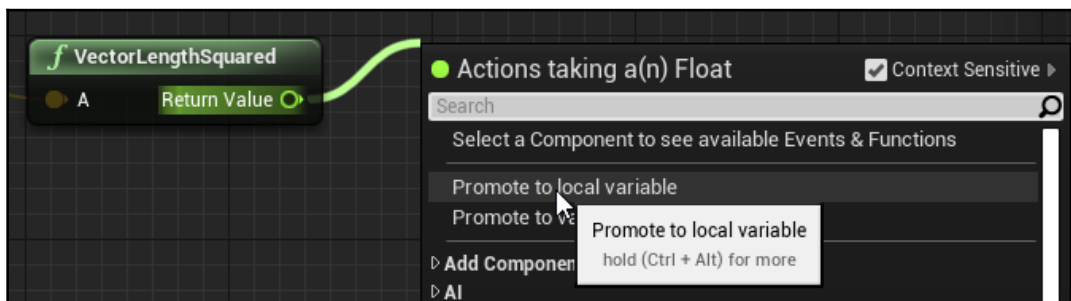 f VectorLengthSquared
A Return Value
Actions taking a(n) Float
Context Sensitive
Search
Select a Component to see available Events & Functions
Promote to local variable
Promote to va
Promote to local variable
hold (Ctrl + Alt) for more
Add Componen
AI